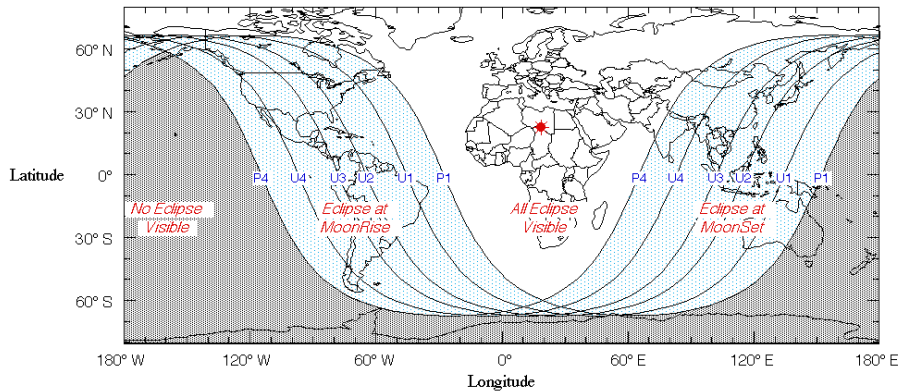 60° N
30° N
0°
30° S
60° S
Latitude
P4 U4 U3 U2 U1 P1 P4 U4 U3 U2 U1 P1
No Eclipse
Visible
Eclipse at
MoonRise
All Eclipse
Visible
Eclipse at
MoonSet
180° W 120° W 60° W 0° 60° E 120° E 180° E
Longitude